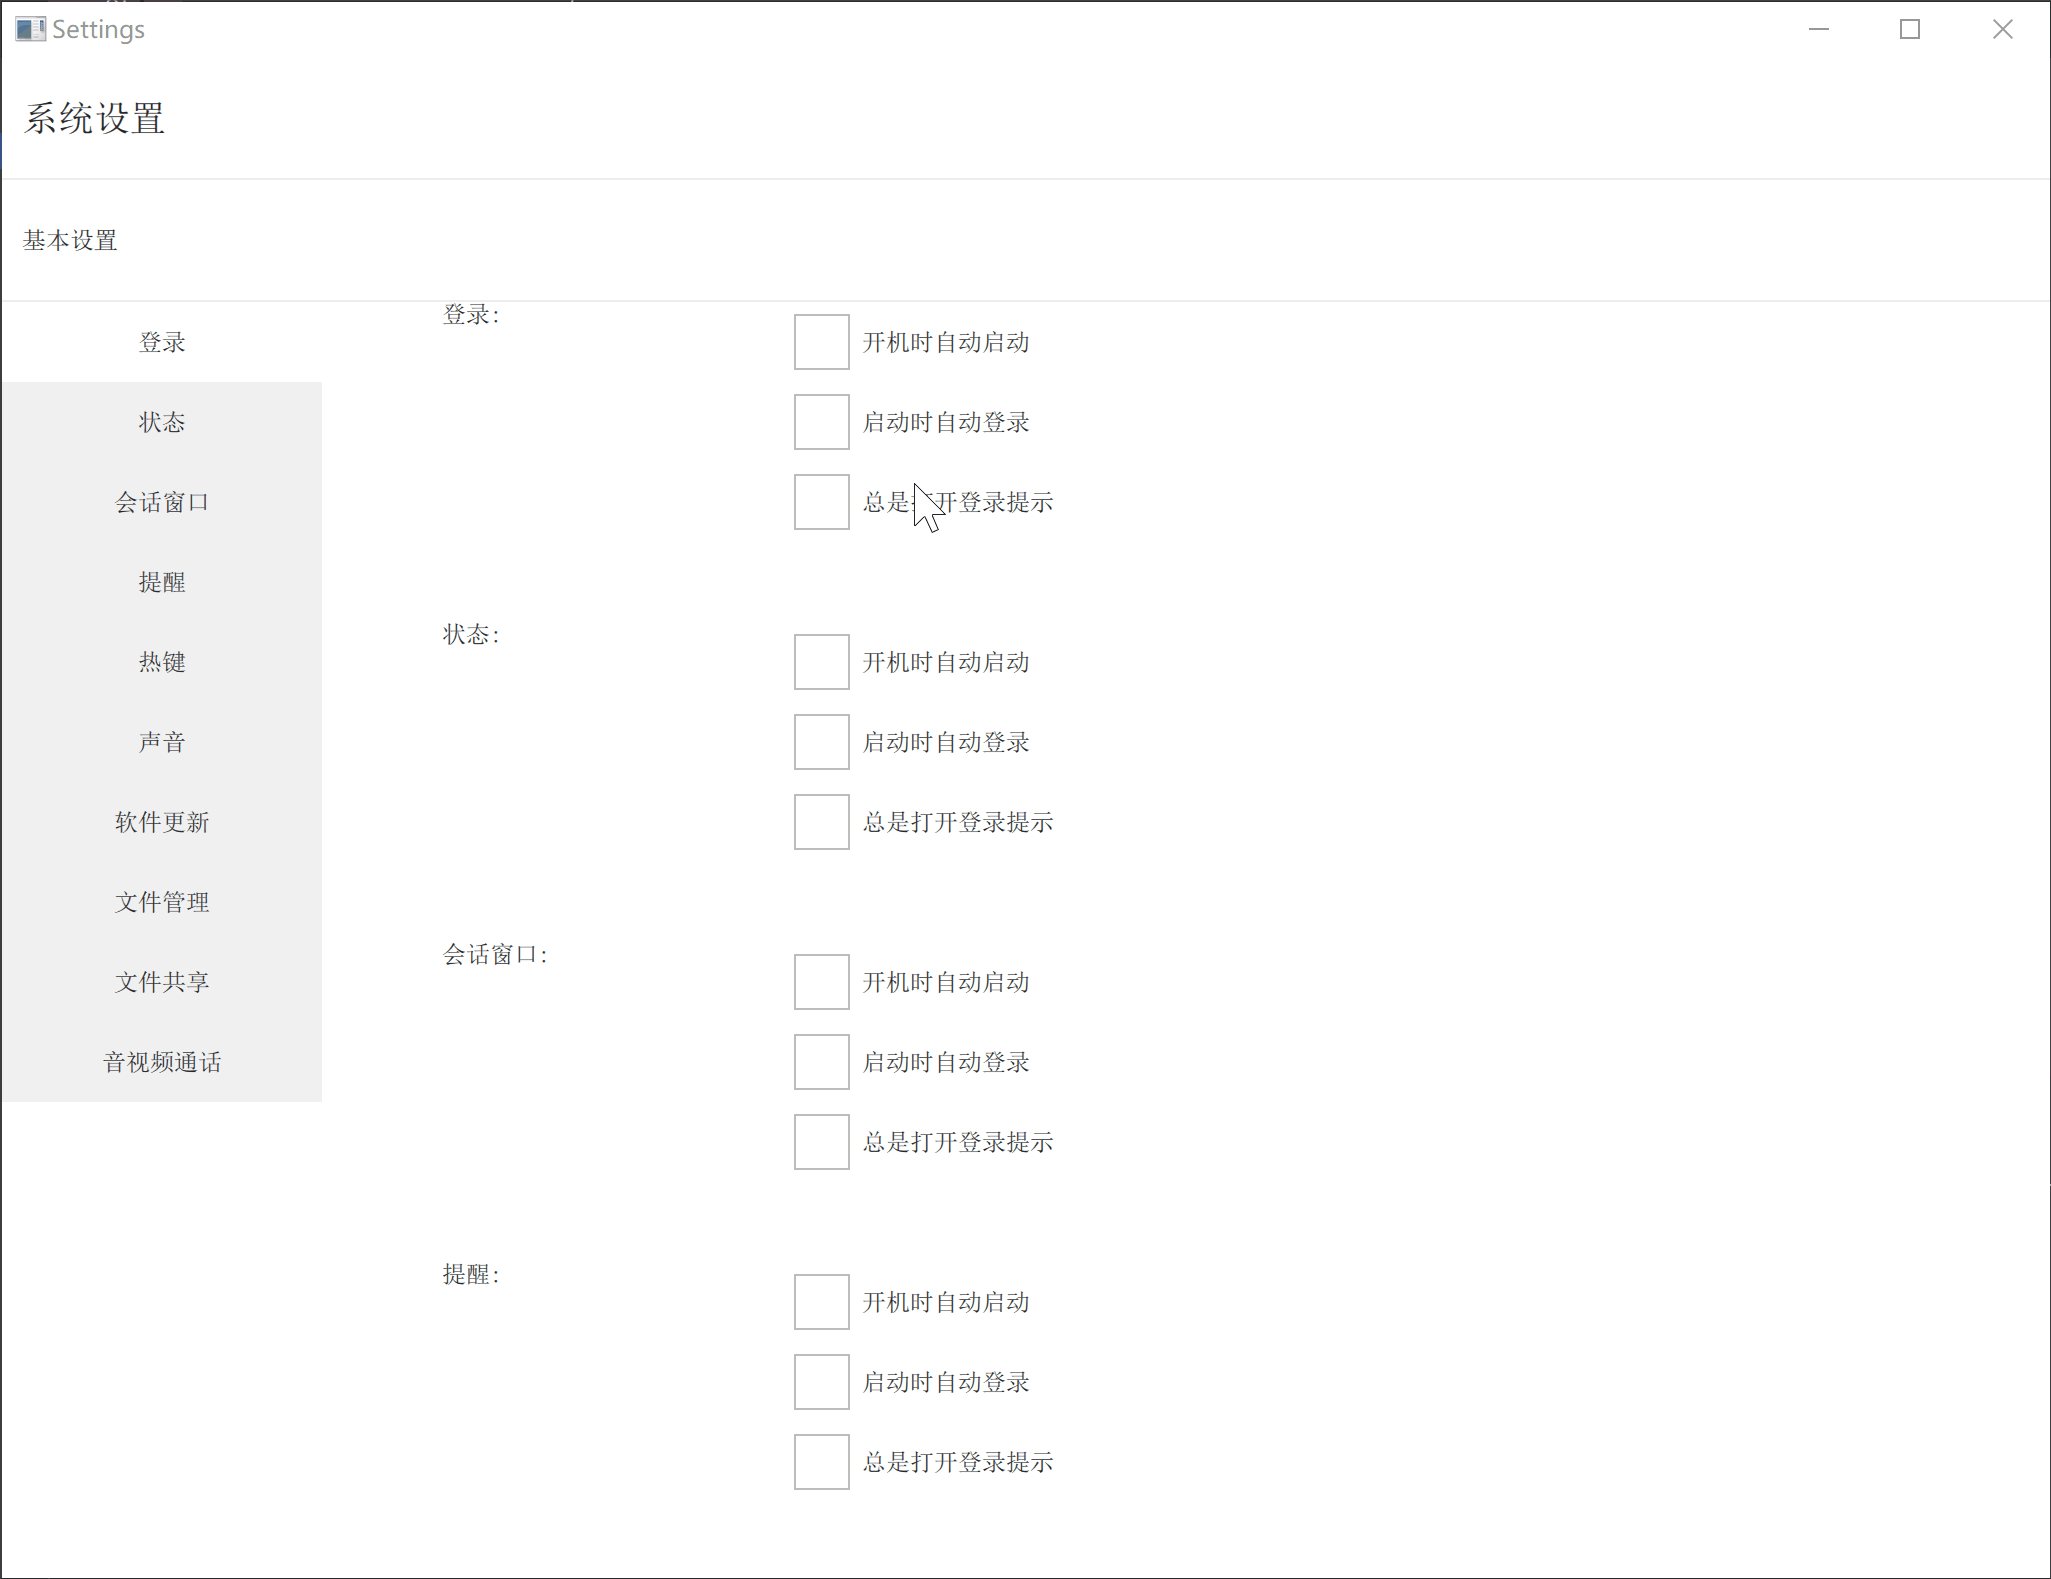 Settings
系统设置
基本设置
登录
状态
会话窗口
提醒
热键
声音
软件更新
文件管理
文件共享
音视频通话
登录：
开机时自动启动
启动时自动登录
总是打开登录提示
状态：
开机时自动启动
启动时自动登录
总是打开登录提示
会话窗口：
开机时自动启动
启动时自动登录
总是打开登录提示
提醒：
开机时自动启动
启动时自动登录
总是打开登录提示